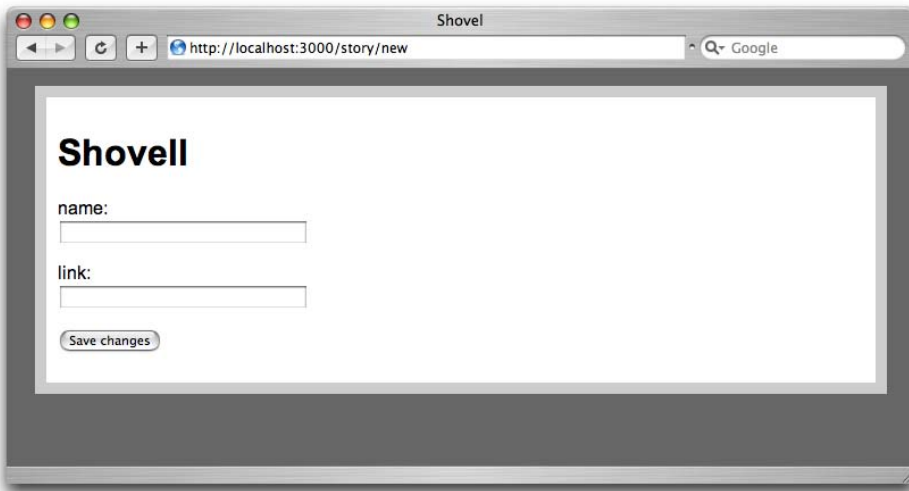 Shovel
http://localhost:3000/story/new
Google
Shovell
name:
link:
Save changes